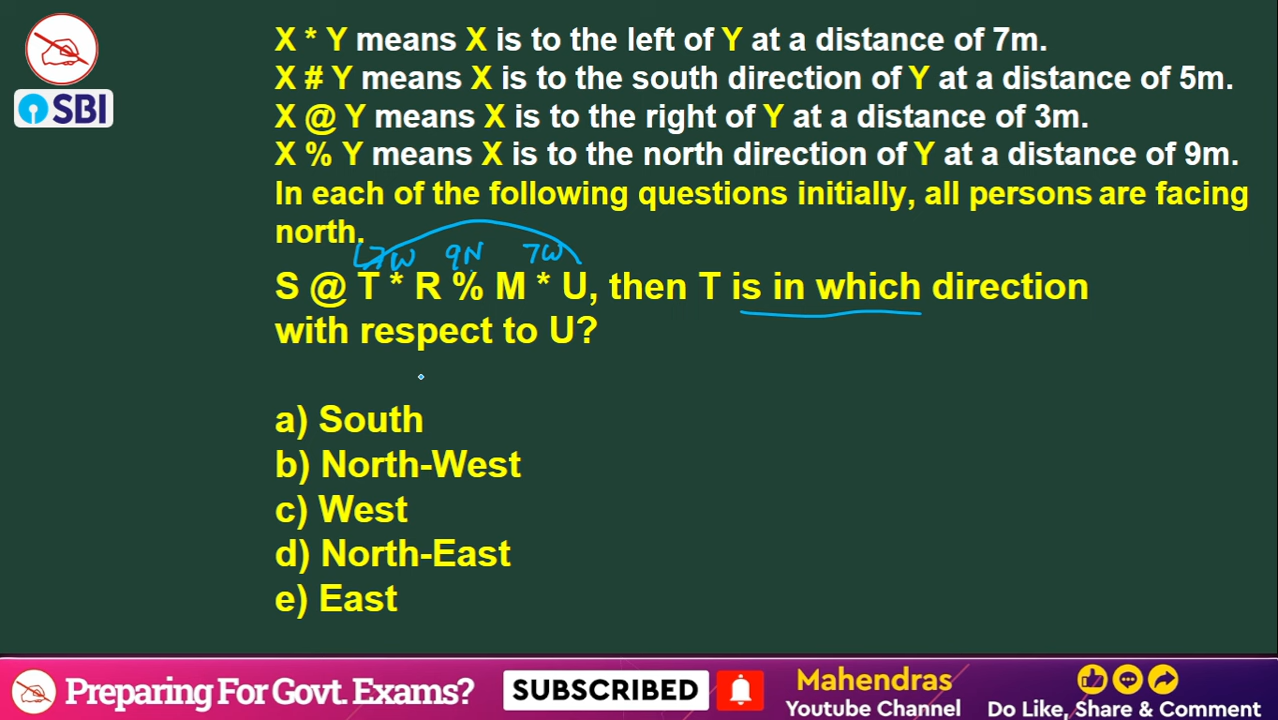 X * Y means X is to the left of Y at a distance of 7m.
SBI
X # Y means X is to the south direction of Y at a distance of 5m.
X @ Y means X is to the right of Y at a distance of 3m.
X % Y means X is to the north direction of Y at a distance of 9m.
In each of the following questions initially, all persons are facing
north.
7W 9N 7W
S @ T * R % M * U, then T is in which direction
with respect to U?
a) South
b) North-West
c) West
d) North-East
e) East
Preparing For Govt. Exams?
SUBSCRIBED
Mahendras
Youtube Channel
Do Like, Share & Comment